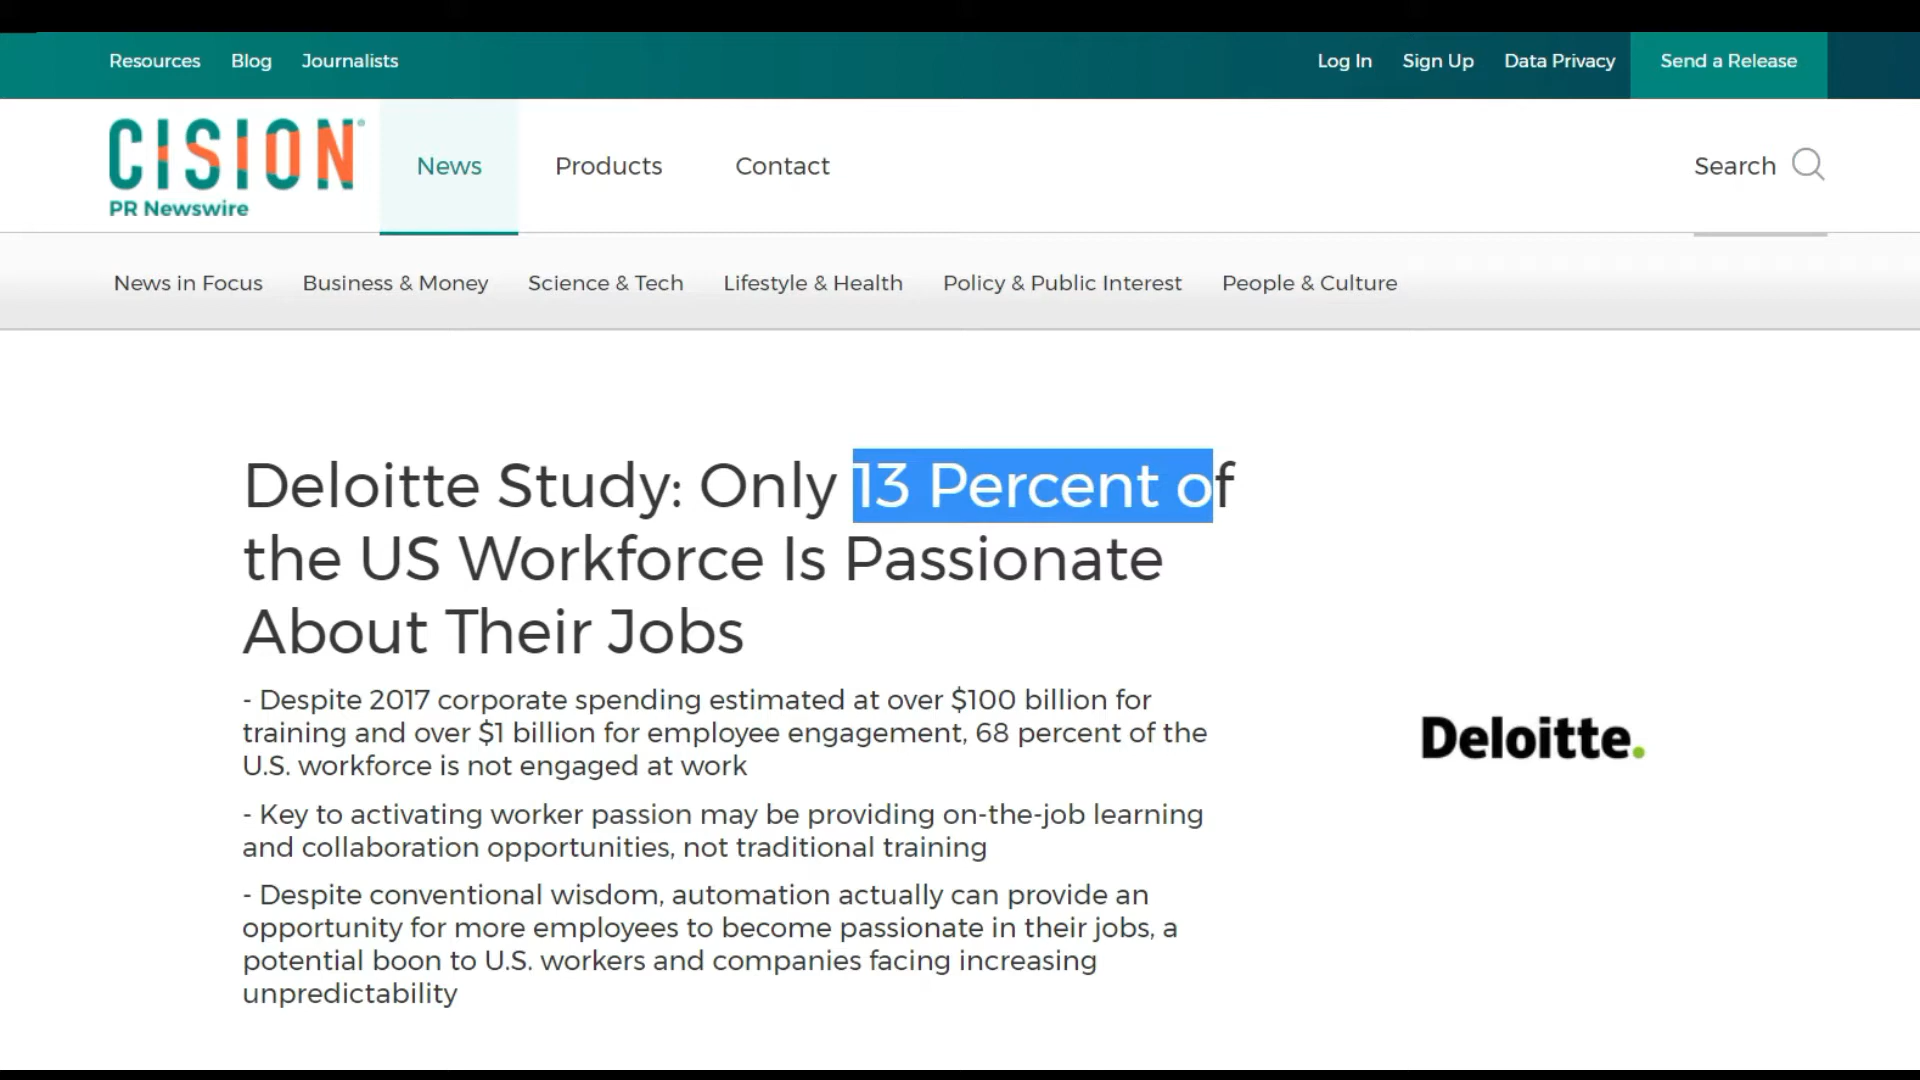 Resources Blog Journalists Log In Sign Up Data Privacy Send a Release
CISION
PR Newswire
News Products Contact Search
News in Focus Business & Money Science & Tech Lifestyle & Health Policy & Public Interest People & Culture
Deloitte Study: Only 13 Percent of
the US Workforce Is Passionate
About Their Jobs
- Despite 2017 corporate spending estimated at over $100 billion for
training and over $1 billion for employee engagement, 68 percent of the
U.S. workforce is not engaged at work
- Key to activating worker passion may be providing on-the-job learning
and collaboration opportunities, not traditional training
- Despite conventional wisdom, automation actually can provide an
opportunity for more employees to become passionate in their jobs, a
potential boon to U.S. workers and companies facing increasing
unpredictability
Deloitte.